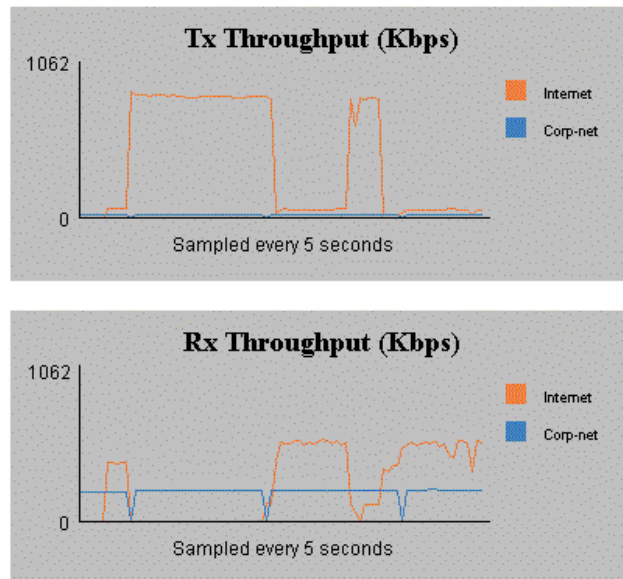 Tx Throughput (Kbps)
1062
Internet
Corp-net
0
Sampled every 5 seconds
Rx Throughput (Kbps)
1062
Internet
Corp-net
0
Sampled every 5 seconds